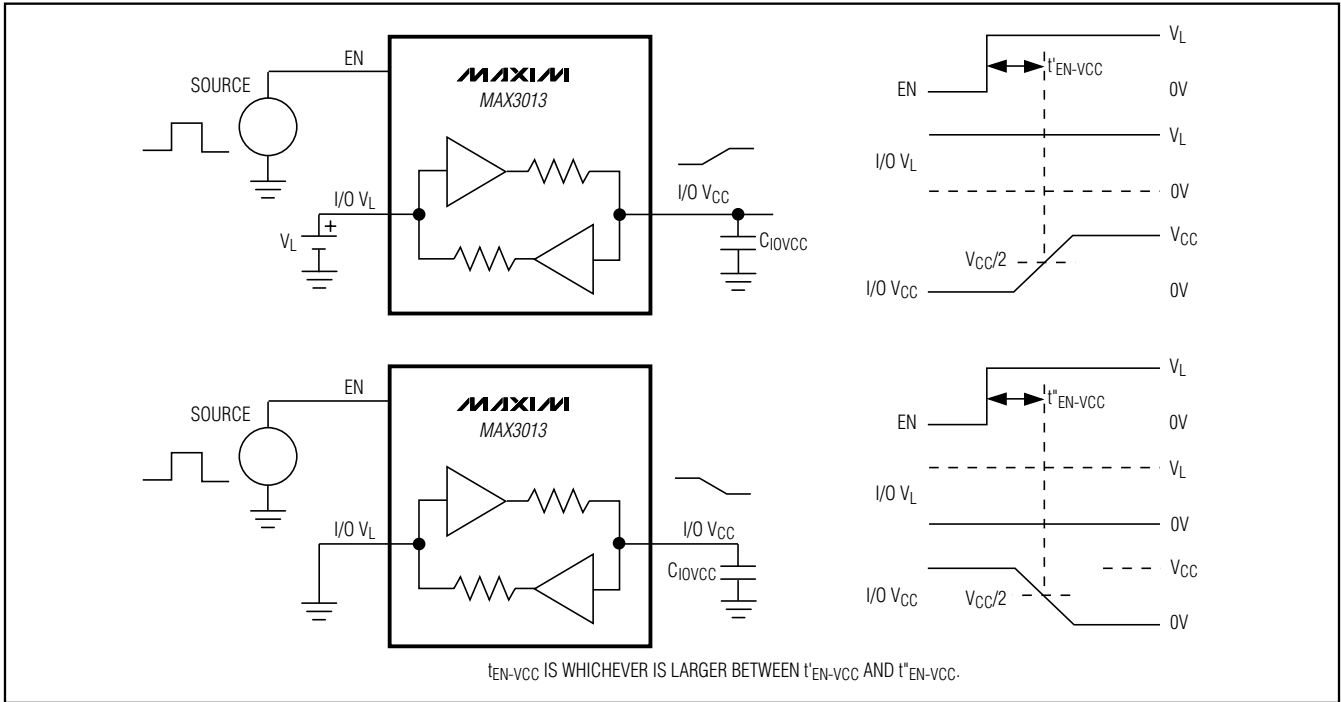 EN
SOURCE
MAXIM
MAX3013
I/O VL
VL
+
I/O VCC
CIOVCC
EN
VL
t'EN-VCC
0V
I/O VL
VL
0V
I/O VCC
VCC/2
VCC
0V
EN
SOURCE
MAXIM
MAX3013
I/O VL
I/O VCC
CIOVCC
EN
VL
t"EN-VCC
0V
I/O VL
VL
0V
I/O VCC
VCC/2
VCC
0V
tEN-VCC IS WHICHEVER IS LARGER BETWEEN t'EN-VCC AND t"EN-VCC.